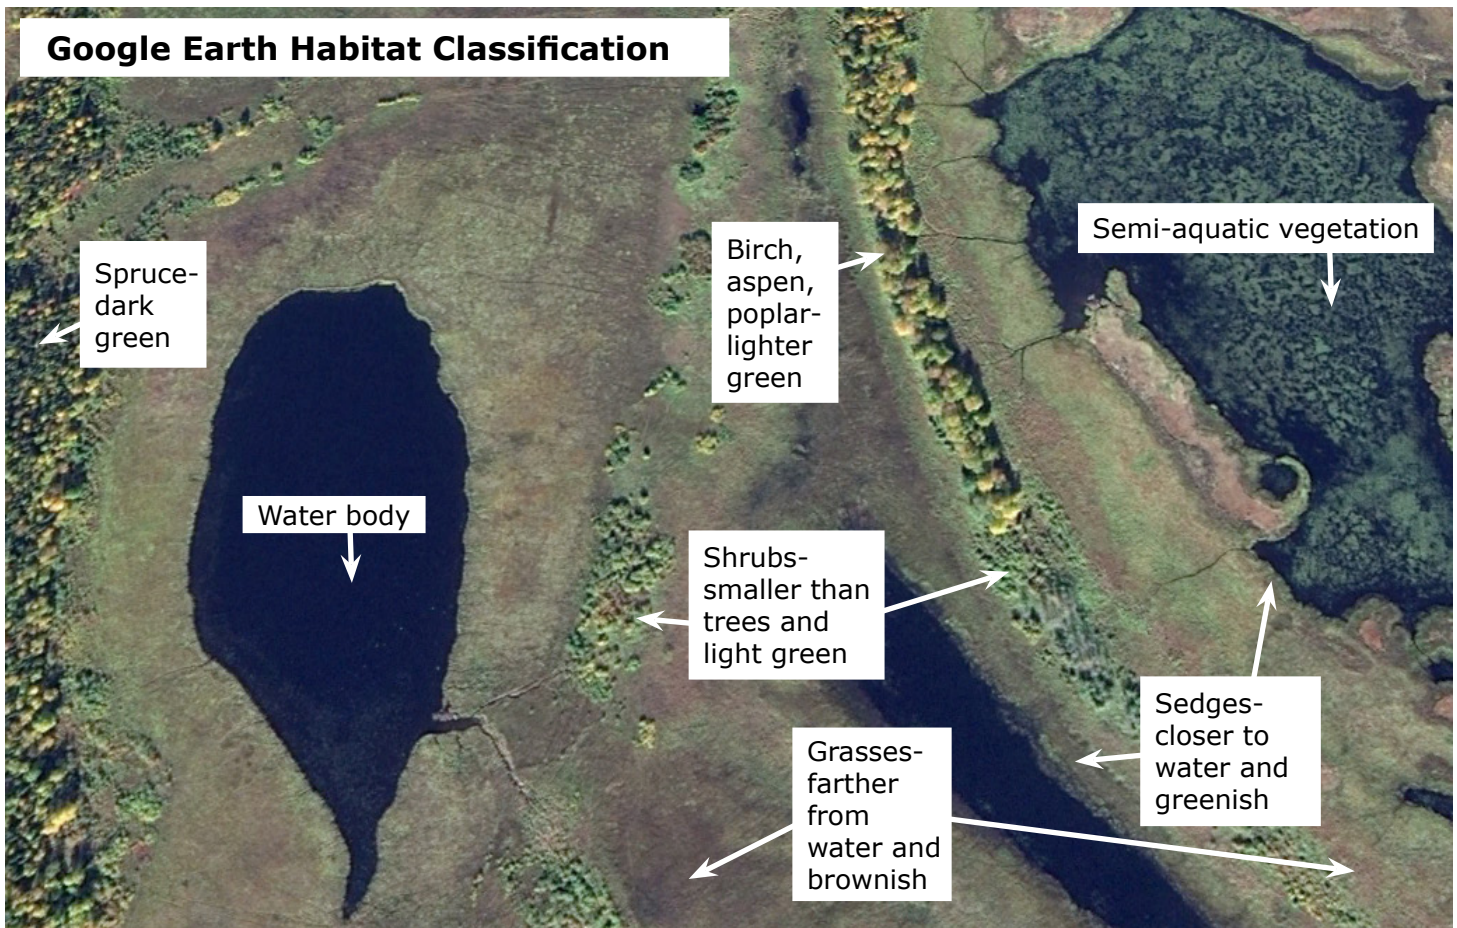 Google Earth Habitat Classification
Semi-aquatic vegetation
Birch,
aspen,
poplar-
lighter
green
Spruce-
dark
green
Water body
Shrubs-
smaller than
trees and
light green
Sedges-
closer to
water and
greenish
Grasses-
farther
from
water and
brownish